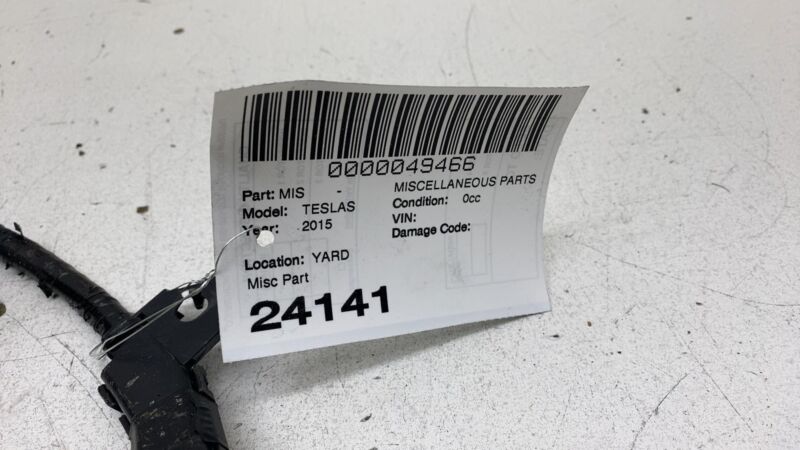 0000049466
Part: MIS - MISCELLANEOUS PARTS
Model: TESLAS Condition: 0cc
Year: 2015 VIN:
Damage Code:
Location: YARD
Misc Part
24141